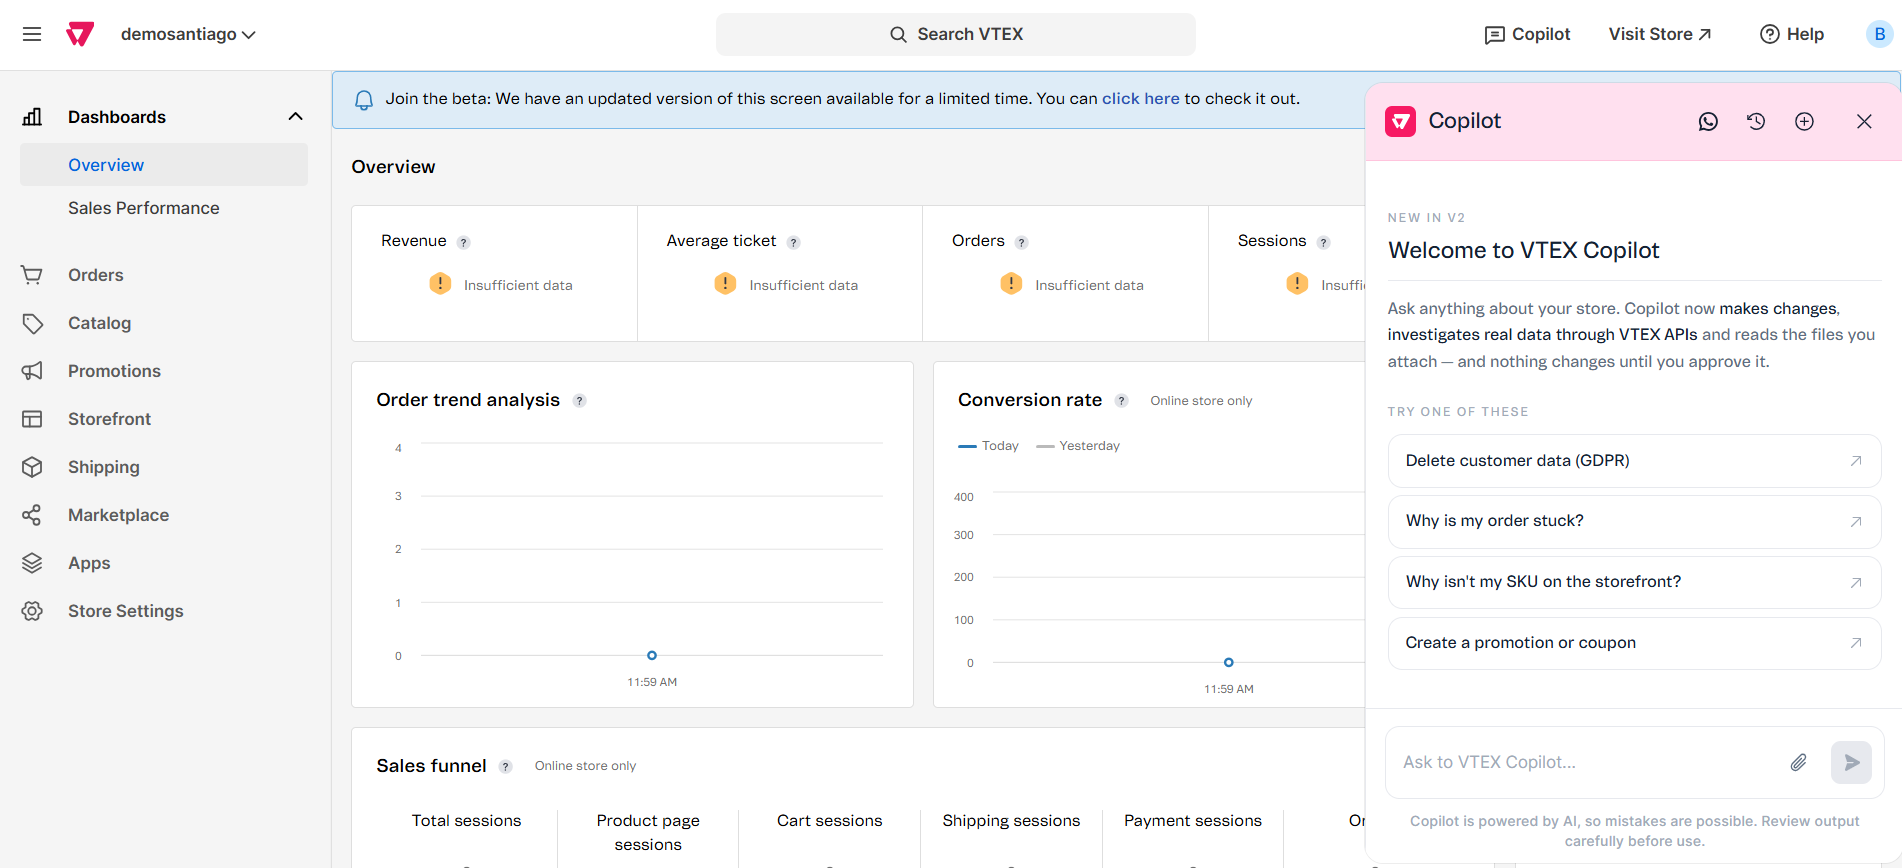 demosantiago
Search VTEX
Copilot
Visit Store
Help
B
Dashboards
Overview
Sales Performance
Orders
Catalog
Promotions
Storefront
Shipping
Marketplace
Apps
Store Settings
Join the beta: We have an updated version of this screen available for a limited time. You can click here to check it out.
Overview
Revenue ?
! Insufficient data
Average ticket ?
! Insufficient data
Orders ?
! Insufficient data
Sessions ?
! Insuffi
Order trend analysis ?
4
3
2
1
0
11:59 AM
Conversion rate ? Online store only
Today Yesterday
400
300
200
100
0
11:59 AM
Sales funnel ? Online store only
Total sessions
Product page
sessions
Cart sessions
Shipping sessions
Payment sessions
Or
Copilot
NEW IN V2
Welcome to VTEX Copilot
Ask anything about your store. Copilot now makes changes,
investigates real data through VTEX APIs and reads the files you
attach — and nothing changes until you approve it.
TRY ONE OF THESE
Delete customer data (GDPR)
Why is my order stuck?
Why isn't my SKU on the storefront?
Create a promotion or coupon
Ask to VTEX Copilot...
Copilot is powered by AI, so mistakes are possible. Review output
carefully before use.